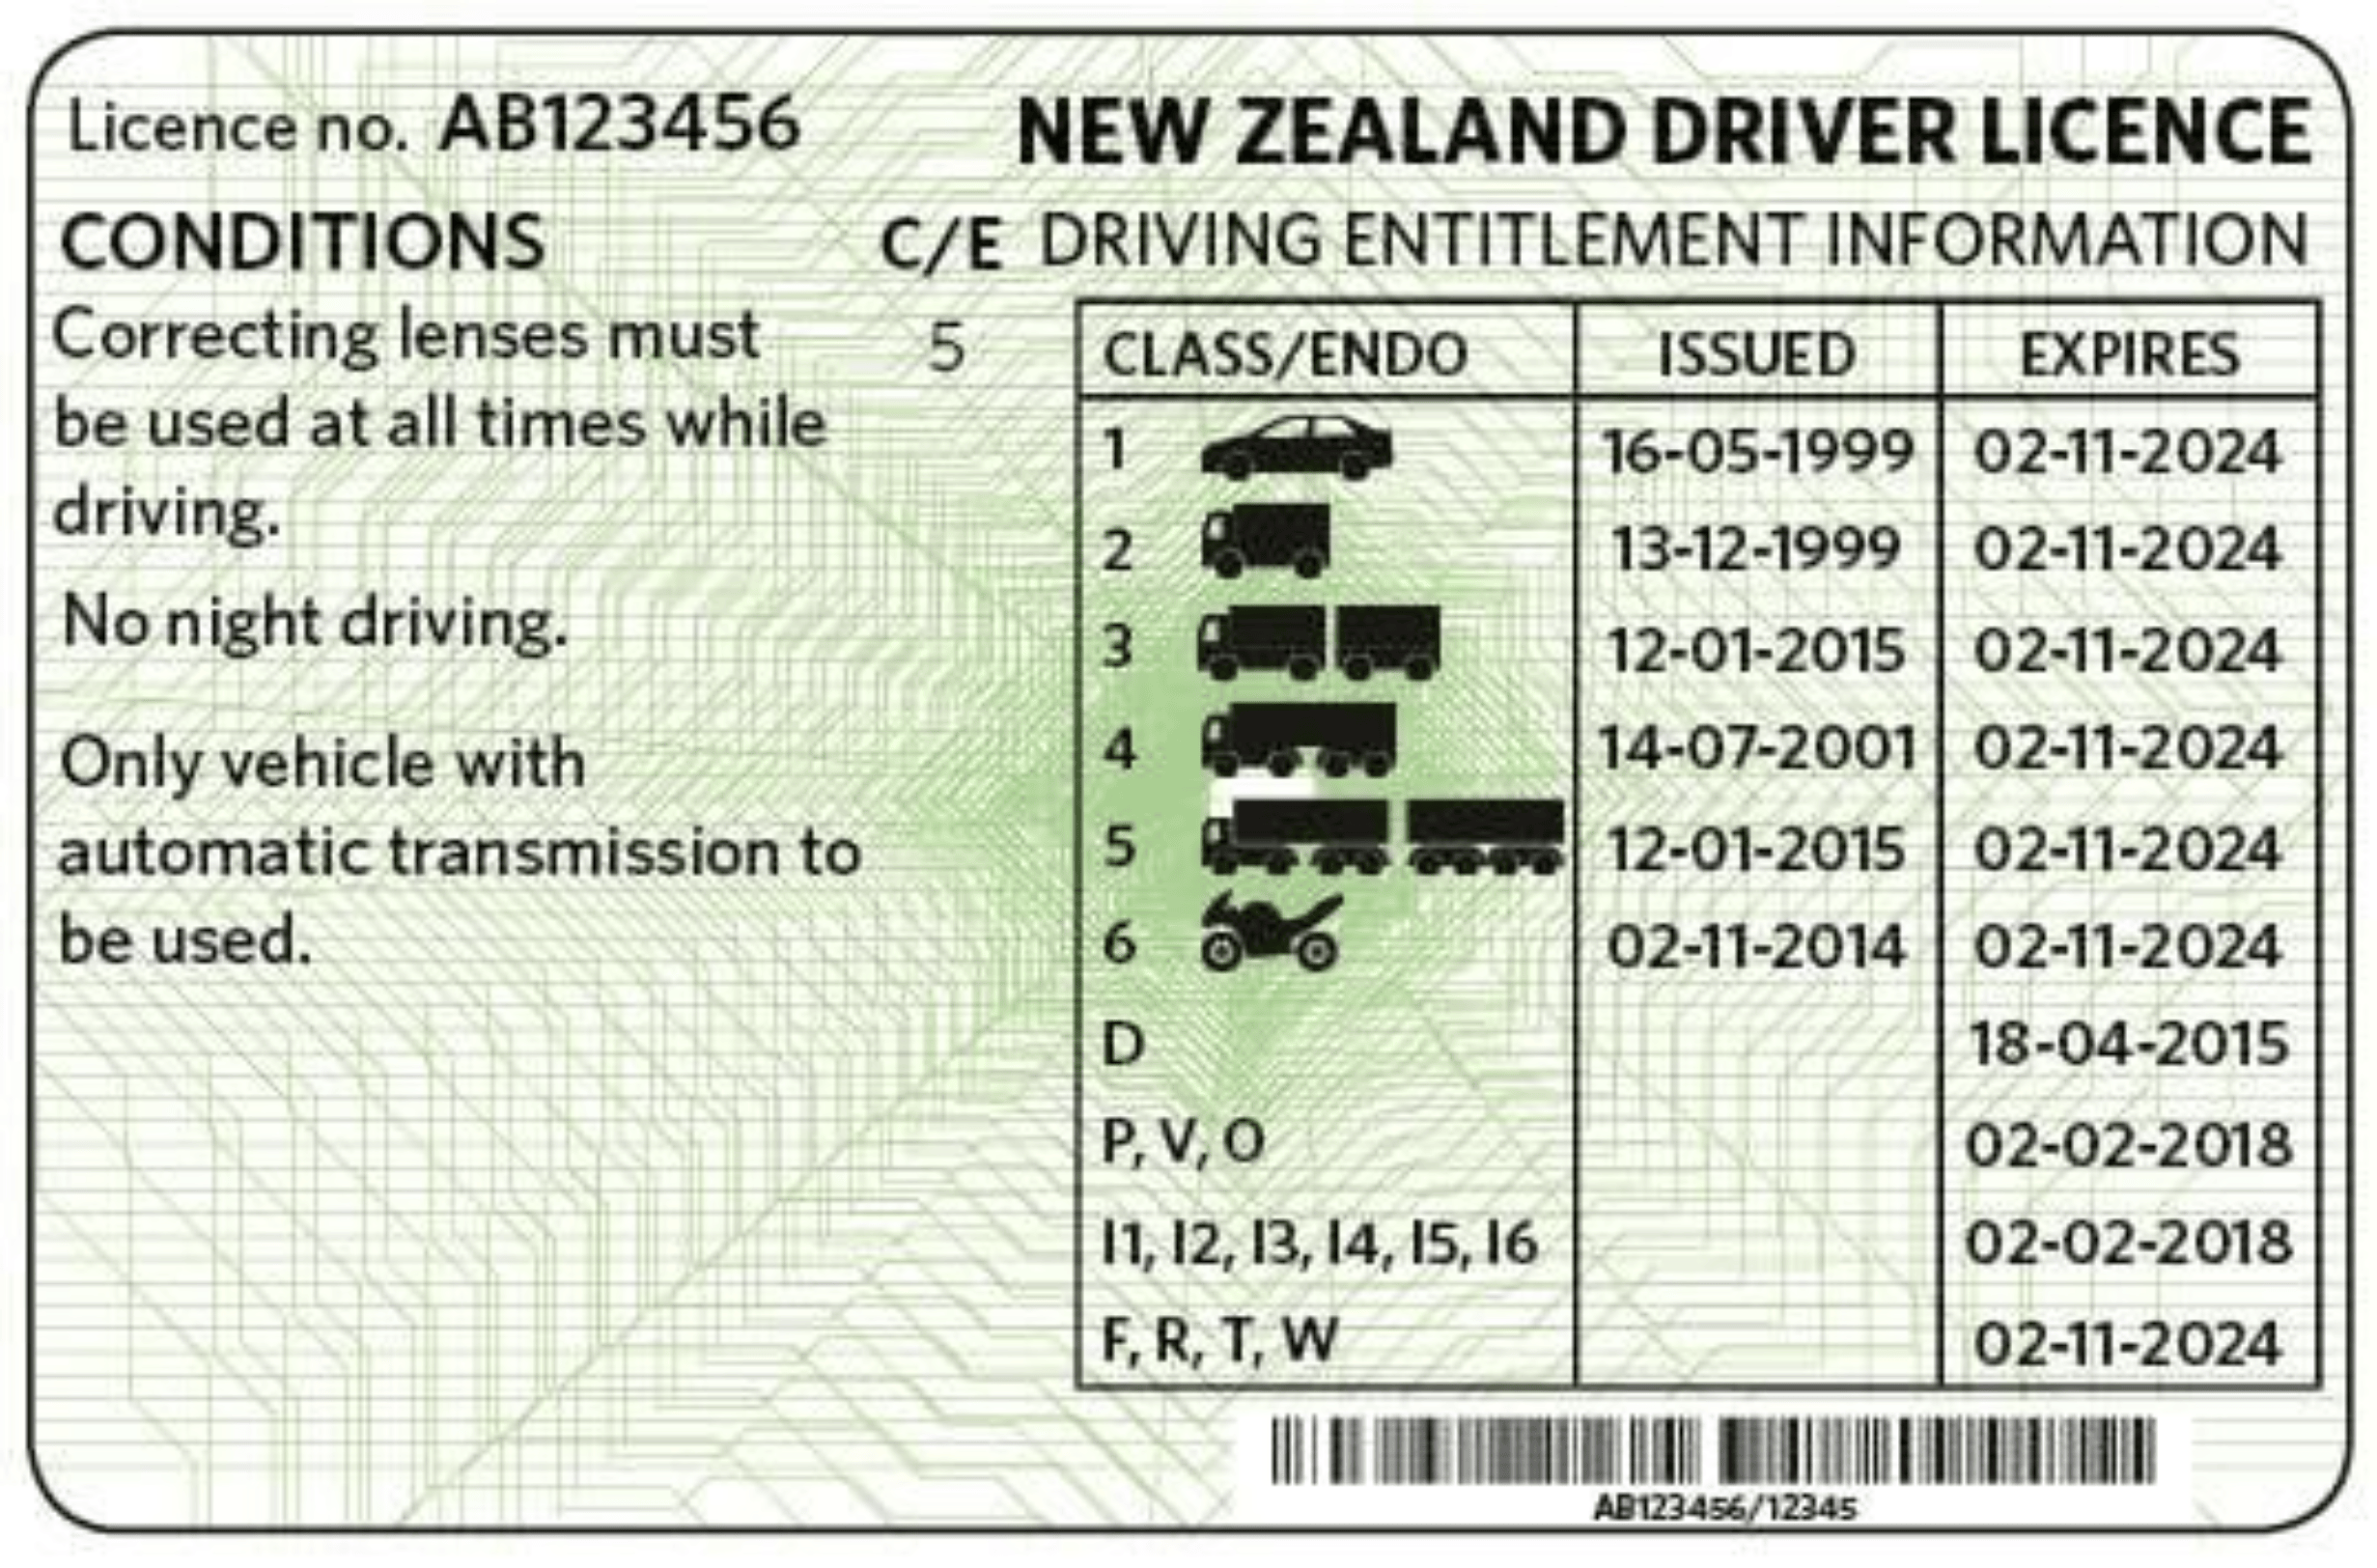 Licence no. AB123456
NEW ZEALAND DRIVER LICENCE
CONDITIONS
C/E
Correcting lenses must
5
be used at all times while
driving.
No night driving.
Only vehicle with
automatic transmission to
be used.
DRIVING ENTITLEMENT INFORMATION
CLASS/ENDO ISSUED EXPIRES
1 16-05-1999 02-11-2024
2 13-12-1999 02-11-2024
3 12-01-2015 02-11-2024
4 14-07-2001 02-11-2024
5 12-01-2015 02-11-2024
6 02-11-2014 02-11-2024
D 18-04-2015
P, V, O 02-02-2018
I1, I2, I3, I4, I5, I6 02-02-2018
F, R, T, W 02-11-2024
AB123456/12345